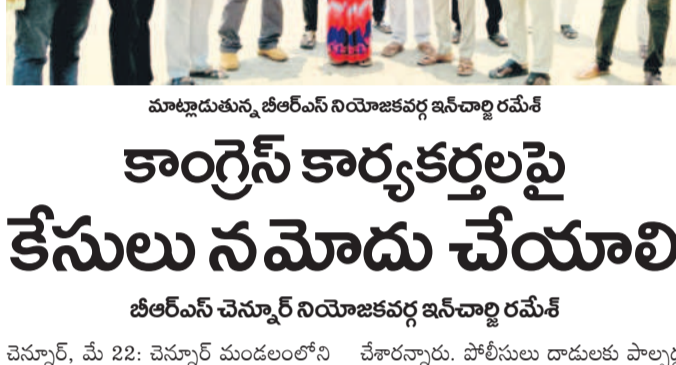 మాట్లాడుతున్న బీఆర్ఎస్ నియోజకవర్గ ఇన్‌చార్జి రమేశ్
కాంగ్రెస్ కార్యకర్తలపై
కేసులు నమోదు చేయాలి
బీఆర్ఎస్ చెన్నూర్ నియోజకవర్గ ఇన్‌చార్జి రమేశ్
చెన్నూర్, మే 22: చెన్నూర్ మండలంలోని
చేశారన్నారు. పోలీసులు దాడులకు